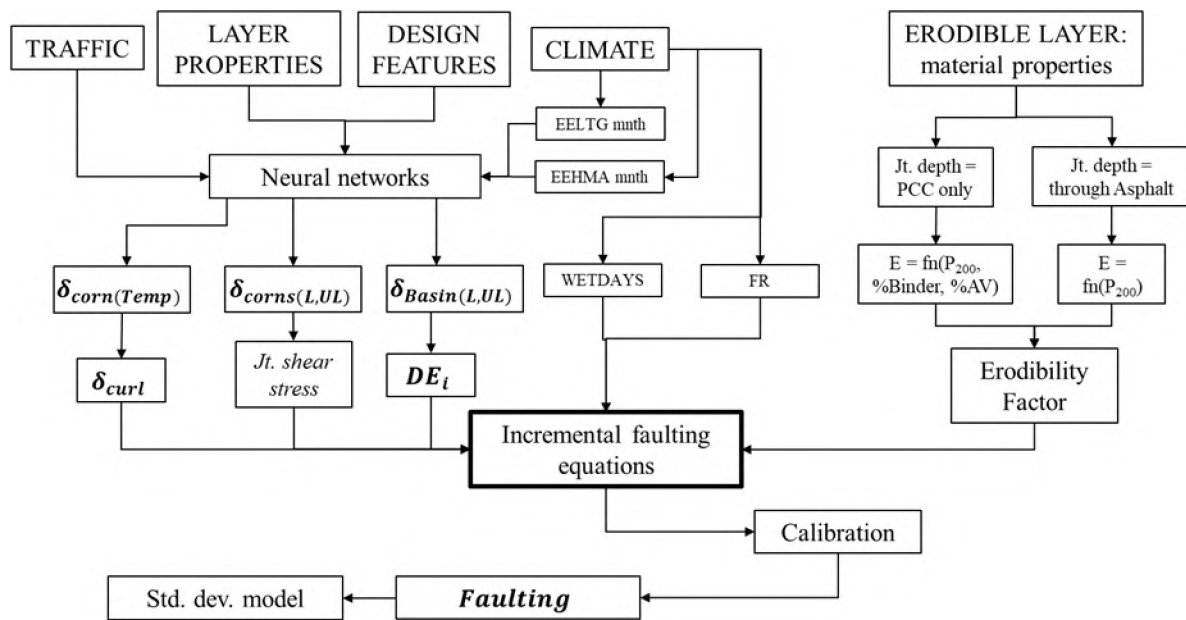 TRAFFIC
LAYER
PROPERTIES
DESIGN
FEATURES
CLIMATE
ERODIBLE LAYER:
material properties
EELTG mnth
EEHMA mnth
Neural networks
Jt. depth =
PCC only
Jt. depth =
through Asphalt
δcorn(Temp)
δcorns(L,UL)
δBasin(L,UL)
WETDAYS
FR
E = fn(P200,
%Binder, %AV)
E =
fn(P200)
δcurl
Jt. shear
stress
DEi
Erodibility
Factor
Incremental faulting
equations
Calibration
Faulting
Std. dev. model